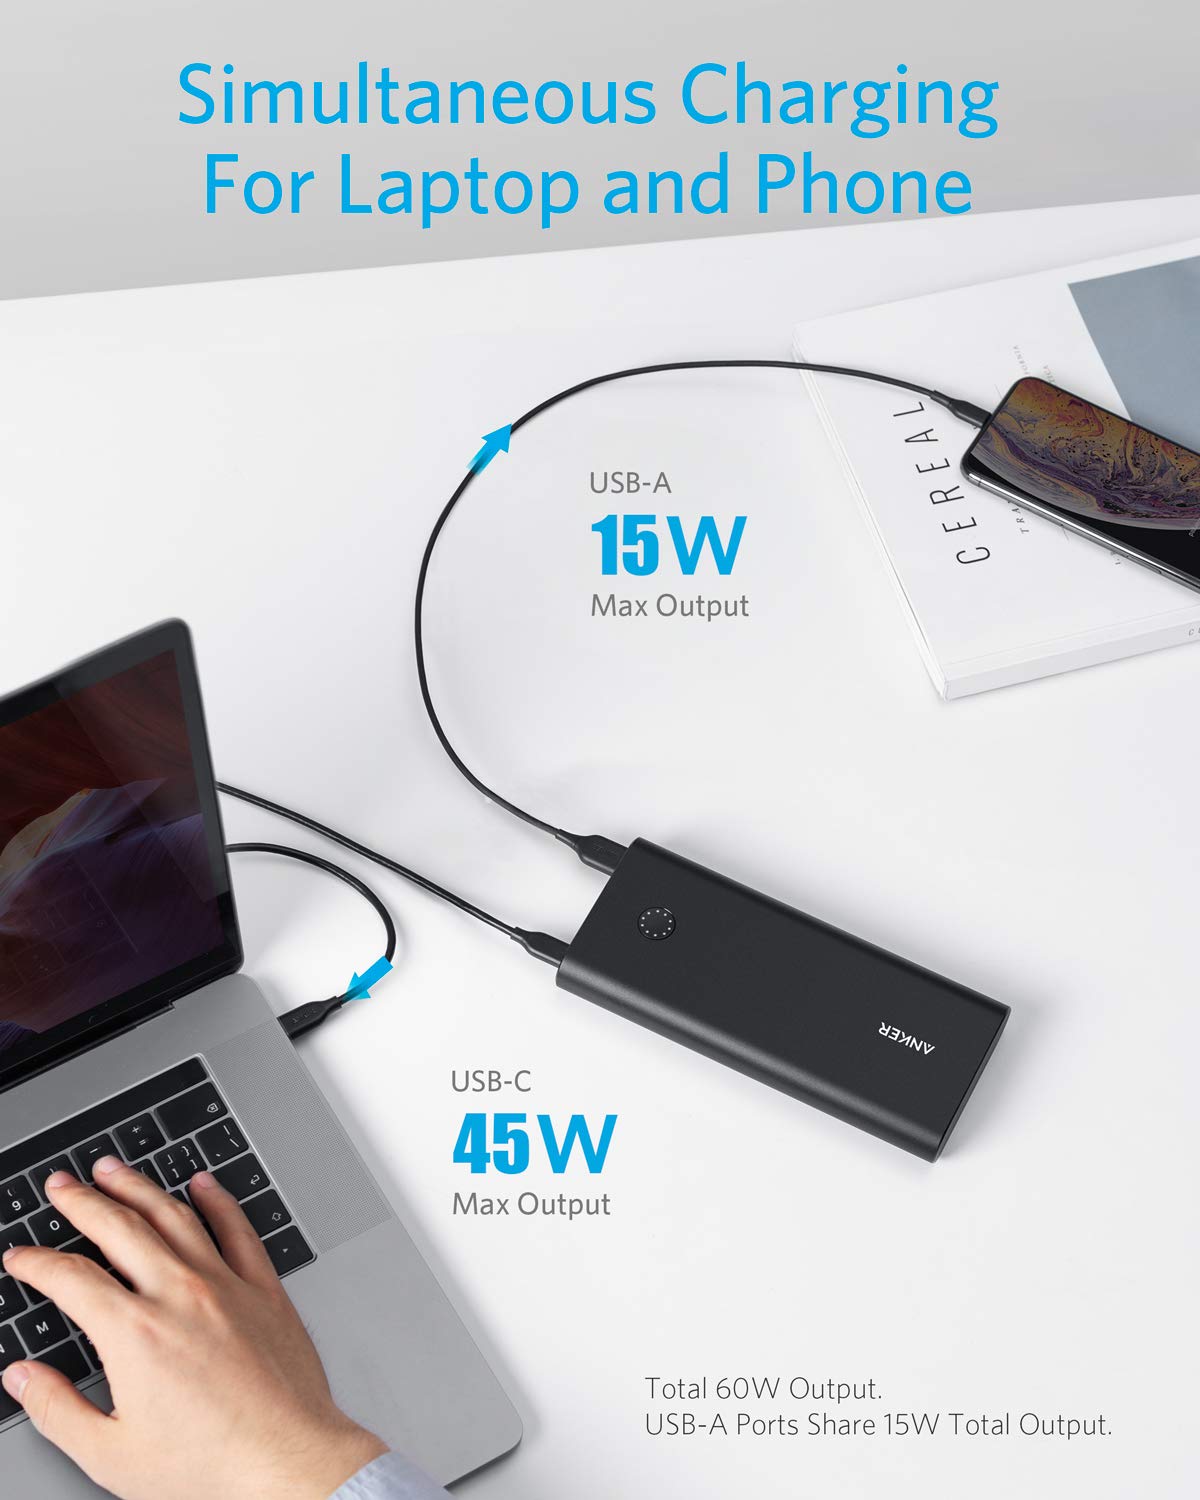 Simultaneous Charging
For Laptop and Phone
USB-A
15W
Max Output
CEREAL
ANKER
USB-C
45W
Max Output
9
O
M
Total 60W Output.
USB-A Ports Share 15W Total Output.